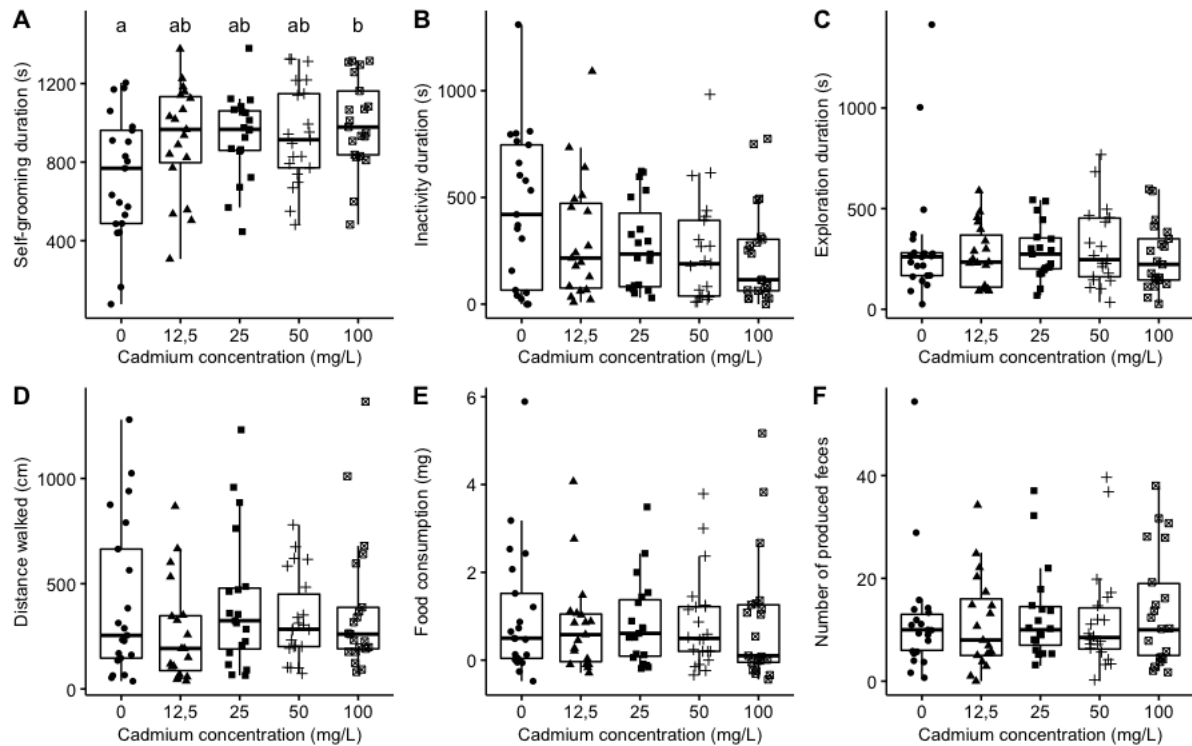 A
a ab ab ab b
Self-grooming duration (s)
1200
800
400
0 12,5 25 50 100
Cadmium concentration (mg/L)
B
Inactivity duration (s)
1000
500
0
0 12,5 25 50 100
Cadmium concentration (mg/L)
C
Exploration duration (s)
1000
500
0
0 12,5 25 50 100
Cadmium concentration (mg/L)
D
Distance walked (cm)
1000
500
0
0 12,5 25 50 100
Cadmium concentration (mg/L)
E
Food consumption (mg)
6
4
2
0
0 12,5 25 50 100
Cadmium concentration (mg/L)
F
Number of produced feces
40
20
0
0 12,5 25 50 100
Cadmium concentration (mg/L)